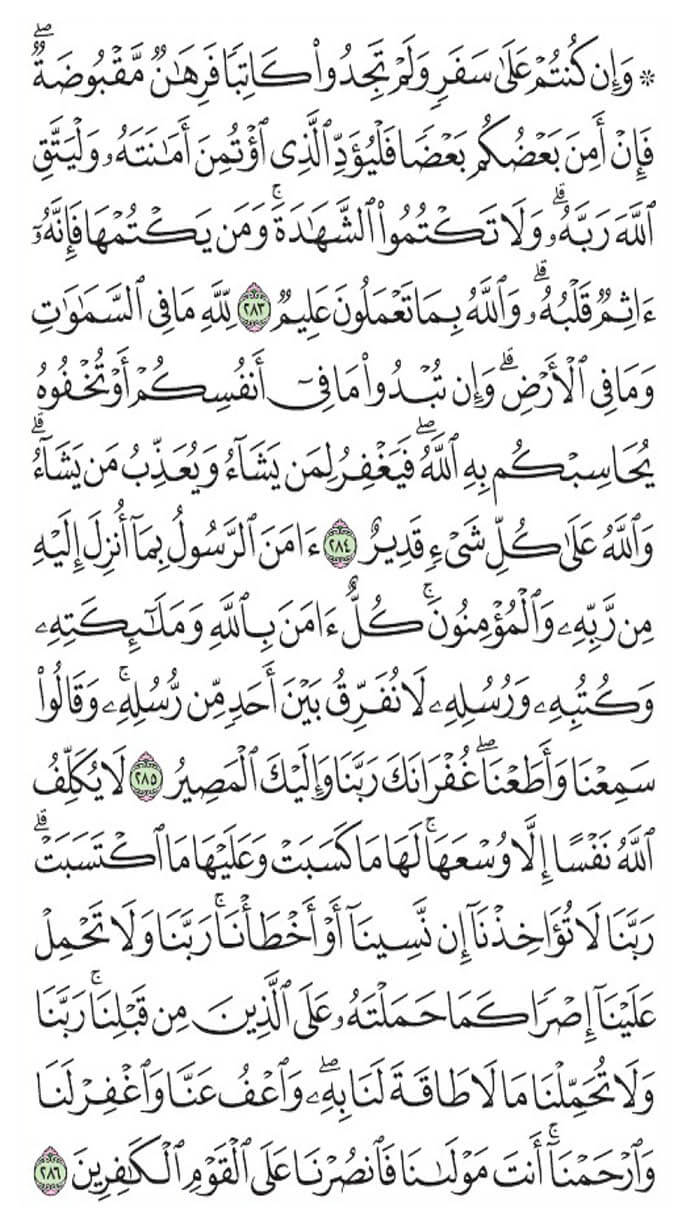 ۞ وَإِن كُنتُمْ عَلَىٰ سَفَرٍ وَلَمْ تَجِدُوا۟ كَاتِبًا فَرِهَـٰنٌ مَّقْبُوضَةٌ ۖ
فَإِنْ أَمِنَ بَعْضُكُم بَعْضًا فَلْيُؤَدِّ ٱلَّذِى ٱؤْتُمِنَ أَمَـٰنَتَهُۥ وَلْيَتَّقِ
ٱللَّهَ رَبَّهُۥ ۗ وَلَا تَكْتُمُوا۟ ٱلشَّهَـٰدَةَ ۚ وَمَن يَكْتُمْهَا فَإِنَّهُۥٓ
ءَاثِمٌ قَلْبُهُۥ ۗ وَٱللَّهُ بِمَا تَعْمَلُونَ عَلِيمٌ ٢٨٣ لِّلَّهِ مَا فِى ٱلسَّمَـٰوَٰتِ
وَمَا فِى ٱلْأَرْضِ ۗ وَإِن تُبْدُوا۟ مَا فِىٓ أَنفُسِكُمْ أَوْ تُخْفُوهُ
يُحَاسِبْكُم بِهِ ٱللَّهُ ۖ فَيَغْفِرُ لِمَن يَشَآءُ وَيُعَذِّبُ مَن يَشَآءُ ۗ
وَٱللَّهُ عَلَىٰ كُلِّ شَىْءٍ قَدِيرٌ ٢٨٤ ءَامَنَ ٱلرَّسُولُ بِمَآ أُنزِلَ إِلَيْهِ
مِن رَّبِّهِۦ وَٱلْمُؤْمِنُونَ ۚ كُلٌّ ءَامَنَ بِٱللَّهِ وَمَلَـٰٓئِكَتِهِۦ
وَكُتُبِهِۦ وَرُسُلِهِۦ لَا نُفَرِّقُ بَيْنَ أَحَدٍ مِّن رُّسُلِهِۦ ۚ وَقَالُوا۟
سَمِعْنَا وَأَطَعْنَا ۖ غُفْرَانَكَ رَبَّنَا وَإِلَيْكَ ٱلْمَصِيرُ ٢٨٥ لَا يُكَلِّفُ
ٱللَّهُ نَفْسًا إِلَّا وُسْعَهَا ۚ لَهَا مَا كَسَبَتْ وَعَلَيْهَا مَا ٱكْتَسَبَتْ ۗ
رَبَّنَا لَا تُؤَاخِذْنَآ إِن نَّسِينَآ أَوْ أَخْطَأْنَا ۚ رَبَّنَا وَلَا تَحْمِلْ
عَلَيْنَآ إِصْرًا كَمَا حَمَلْتَهُۥ عَلَى ٱلَّذِينَ مِن قَبْلِنَا ۚ رَبَّنَا
وَلَا تُحَمِّلْنَا مَا لَا طَاقَةَ لَنَا بِهِۦ ۖ وَٱعْفُ عَنَّا وَٱغْفِرْ لَنَا
وَٱرْحَمْنَآ ۚ أَنتَ مَوْلَىٰنَا فَٱنصُرْنَا عَلَى ٱلْقَوْمِ ٱلْكَـٰفِرِينَ ٢٨٦